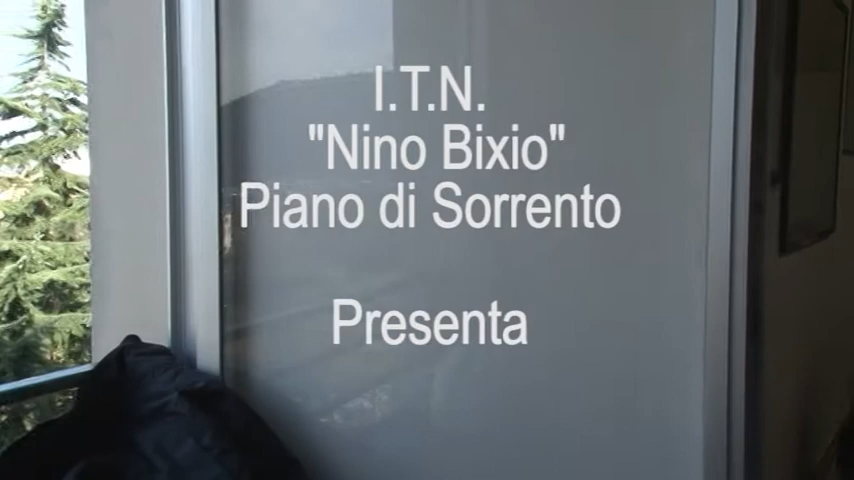 I.T.N.
"Nino Bixio"
Piano di Sorrento
Presenta